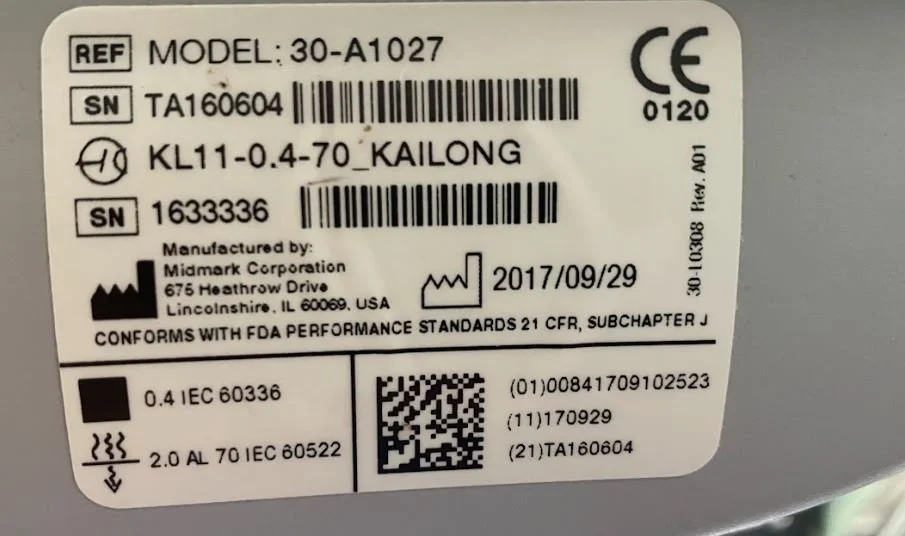 REF MODEL: 30-A1027
SN TA160604
KL11-0.4-70_KAILONG
SN 1633336
CE
0120
30-L0308 Rev. A01
Manufactured by:
Midmark Corporation
675 Heathrow Drive
Lincolnshire, IL 60069, USA
2017/09/29
CONFORMS WITH FDA PERFORMANCE STANDARDS 21 CFR, SUBCHAPTER J
0.4 IEC 60336
2.0 AL 70 IEC 60522
(01)00841709102523
(11)170929
(21)TA160604